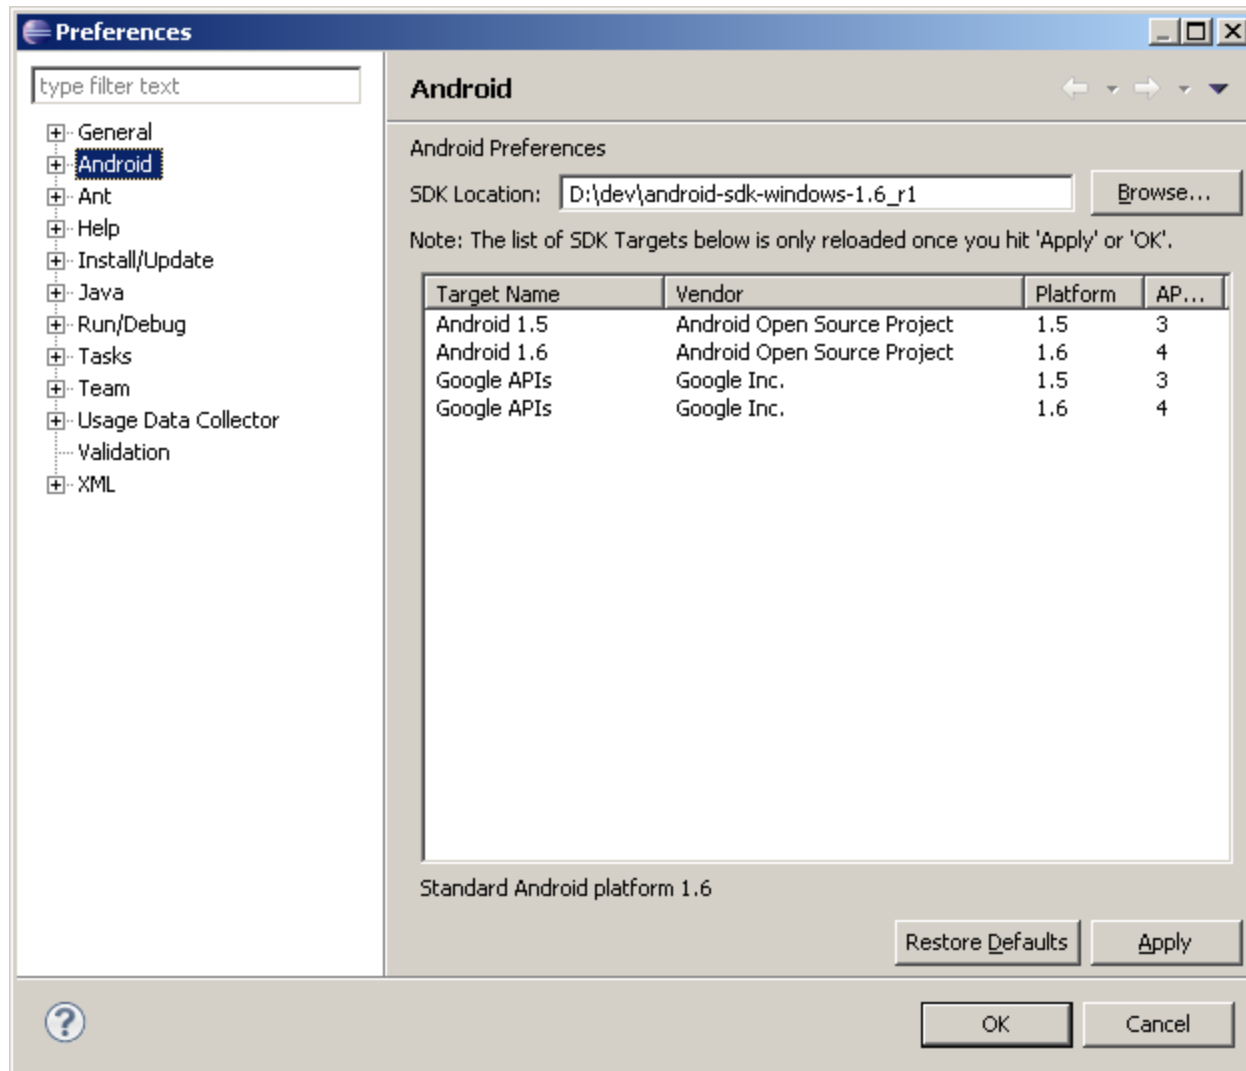 Preferences
type filter text
General
Android
Ant
Help
Install/Update
Java
Run/Debug
Tasks
Team
Usage Data Collector
Validation
XML
Android
Android Preferences
SDK Location: D:\dev\android-sdk-windows-1.6_r1 Browse...
Note: The list of SDK Targets below is only reloaded once you hit 'Apply' or 'OK'.
Target Name Vendor Platform AP...
Android 1.5 Android Open Source Project 1.5 3
Android 1.6 Android Open Source Project 1.6 4
Google APIs Google Inc. 1.5 3
Google APIs Google Inc. 1.6 4
Standard Android platform 1.6
Restore Defaults Apply
? OK Cancel